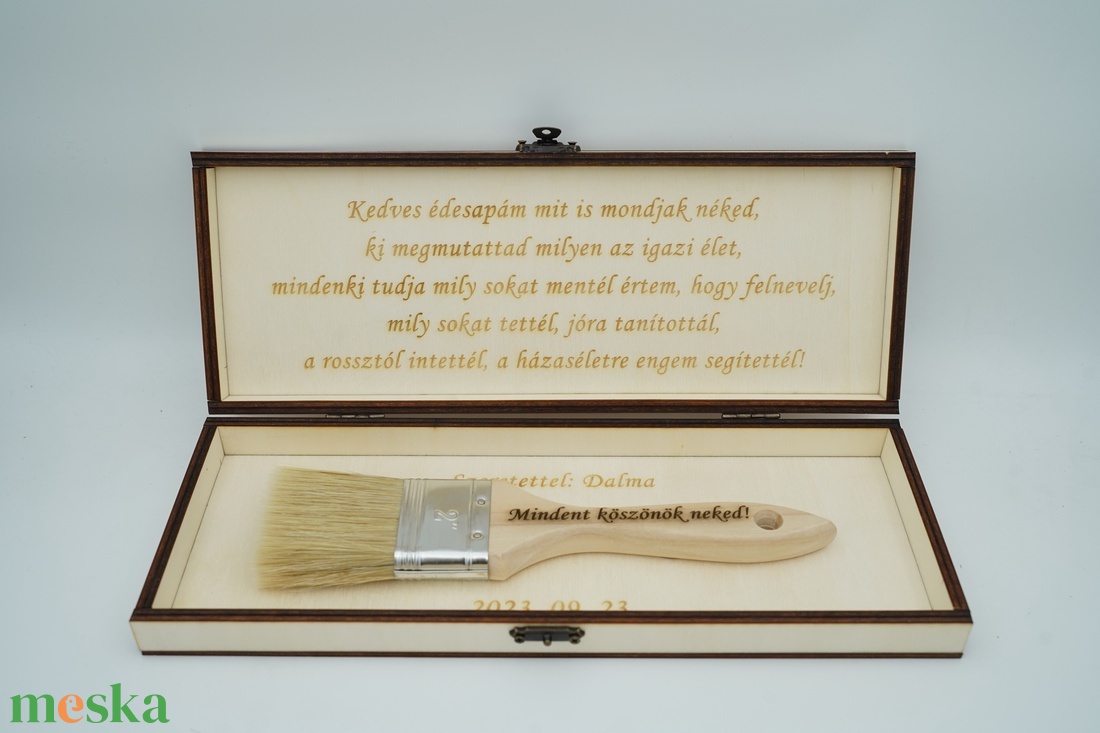 Kedves édesapám mit is mondjak néked,
ki megmutattad milyen az igazi élet,
mindenki tudja mily sokat mentél értem, hogy felnevelj,
mily sokat tettél, jóra tanítottál,
a rossztól intettél, a házaséletre engem segítettél!
Szeretettel: Dalma
Mindent köszönök neked!
2"
2023. 09. 23
meska